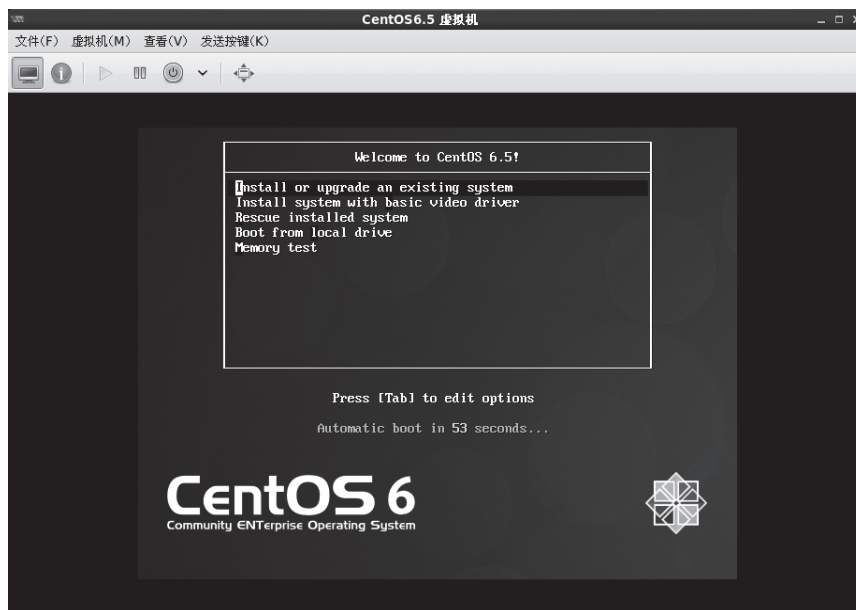 CentOS6.5 虚拟机
文件(F) 虚拟机(M) 查看(V) 发送按键(K)
Welcome to CentOS 6.5!
Install or upgrade an existing system
Install system with basic video driver
Rescue installed system
Boot from local drive
Memory test
Press [Tab] to edit options
Automatic boot in 53 seconds...
CentOS 6
Community ENTerprise Operating System